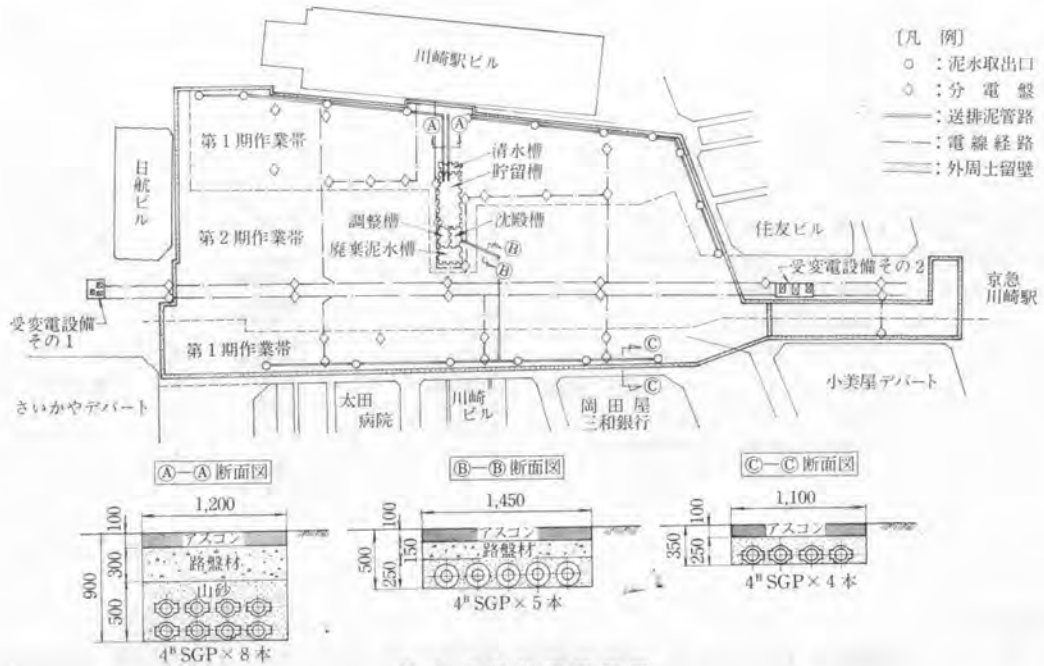 川崎駅ビル
〔凡 例〕
○:泥水取出口
◇:分 電 盤
:送排泥管路
:電線経路
:外周土留壁
日航ビル
第1期作業帯
Ⓐ Ⓐ
清水槽
貯留槽
調整槽
沈殿槽
第2期作業帯
廃棄泥水槽
Ⓑ
Ⓑ
住友ビル
受変電設備その2
京急
川崎駅
受変電設備
その1
第1期作業帯
Ⓒ
Ⓒ
さいかやデパート
太田
病院
川崎
ビル
岡田屋
三和銀行
小美屋デパート
Ⓐ—Ⓐ断面図
1,200
100
300
500
900
アスコン
路盤材
山砂
4ᴮ SGP×8本
Ⓑ—Ⓑ断面図
1,450
100
150
250
500
アスコン
路盤材
4ᴮ SGP×5本
Ⓒ—Ⓒ断面図
1,100
100
250
350
アスコン
4ᴮ SGP×4本